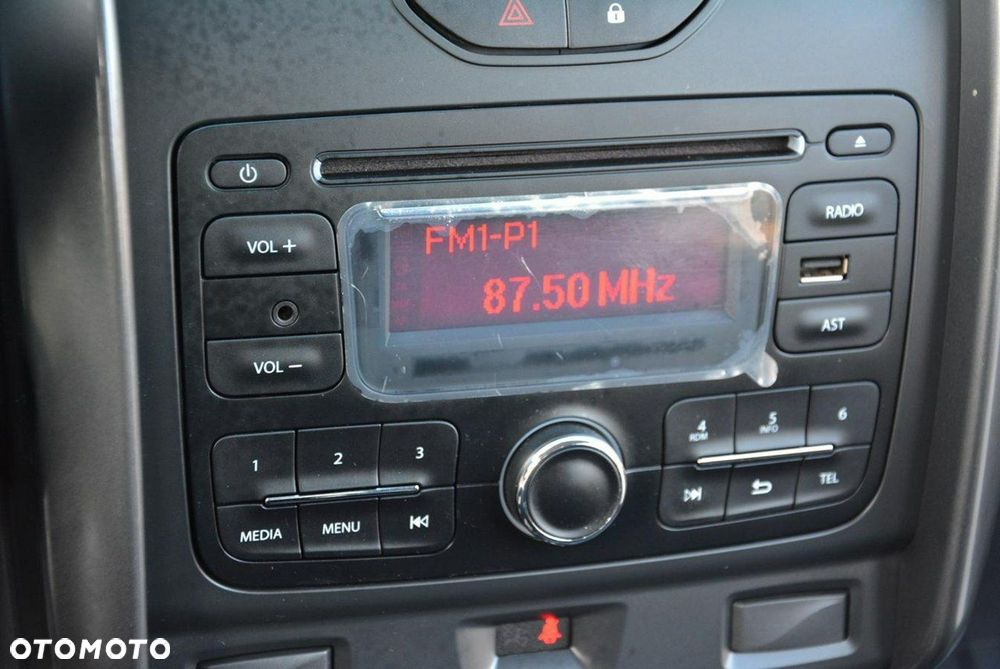 FM1-P1
87.50 MHz
VOL +
VOL −
RADIO
AST
1
2
3
MEDIA
MENU
4
RDM
5
INFO
6
TEL
OTOMOTO